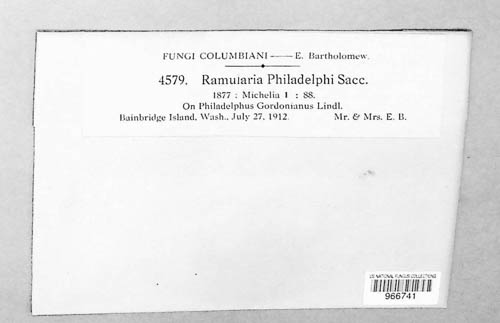 FUNGI COLUMBIANI — E. Bartholomew.
4579. Ramularia Philadelphi Sacc.
1877 : Michelia I : 88.
On Philadelphus Gordonianus Lindl.
Bainbridge Island, Wash., July 27, 1912. Mr. & Mrs. E. B.
US NATIONAL FUNGUS COLLECTIONS
966741